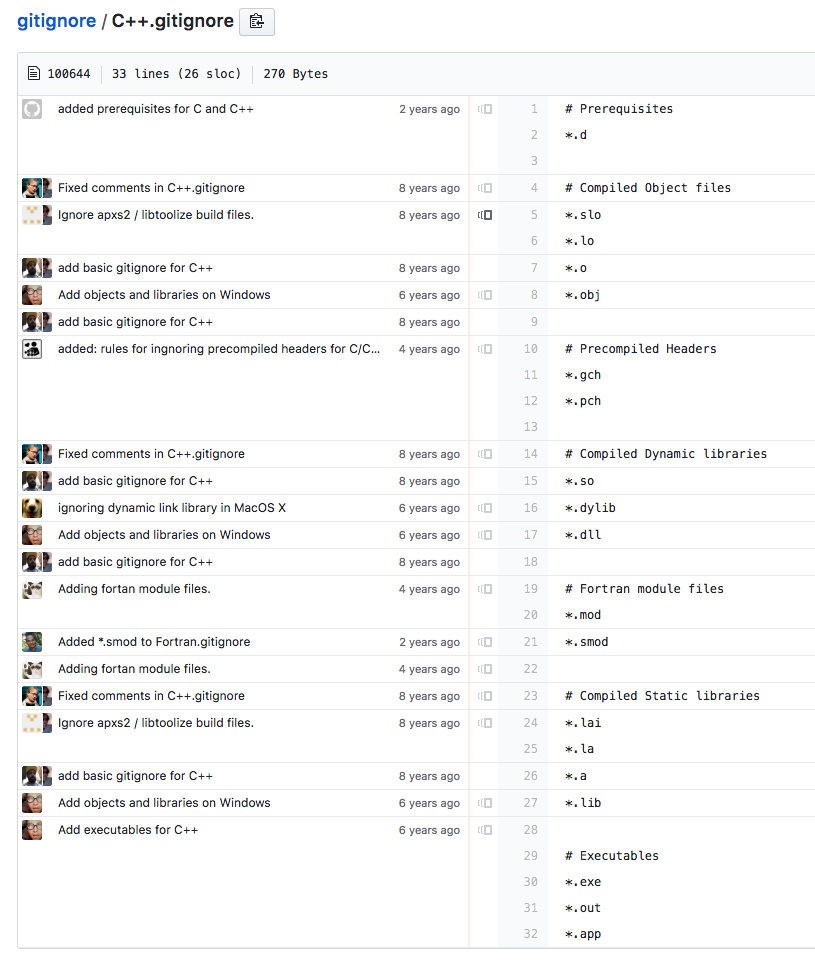 gitignore / C++.gitignore
100644 33 lines (26 sloc) 270 Bytes
added prerequisites for C and C++ 2 years ago 1 # Prerequisites
2 *.d
3
Fixed comments in C++.gitignore 8 years ago 4 # Compiled Object files
Ignore apxs2 / libtoolize build files. 8 years ago 5 *.slo
6 *.lo
add basic gitignore for C++ 8 years ago 7 *.o
Add objects and libraries on Windows 6 years ago 8 *.obj
add basic gitignore for C++ 8 years ago 9
added: rules for ingnoring precompiled headers for C/C... 4 years ago 10 # Precompiled Headers
11 *.gch
12 *.pch
13
Fixed comments in C++.gitignore 8 years ago 14 # Compiled Dynamic libraries
add basic gitignore for C++ 8 years ago 15 *.so
ignoring dynamic link library in MacOS X 6 years ago 16 *.dylib
Add objects and libraries on Windows 6 years ago 17 *.dll
add basic gitignore for C++ 8 years ago 18
Adding fortan module files. 4 years ago 19 # Fortran module files
20 *.mod
Added *.smod to Fortran.gitignore 2 years ago 21 *.smod
Adding fortan module files. 4 years ago 22
Fixed comments in C++.gitignore 8 years ago 23 # Compiled Static libraries
Ignore apxs2 / libtoolize build files. 8 years ago 24 *.lai
25 *.la
add basic gitignore for C++ 8 years ago 26 *.a
Add objects and libraries on Windows 6 years ago 27 *.lib
Add executables for C++ 6 years ago 28
29 # Executables
30 *.exe
31 *.out
32 *.app